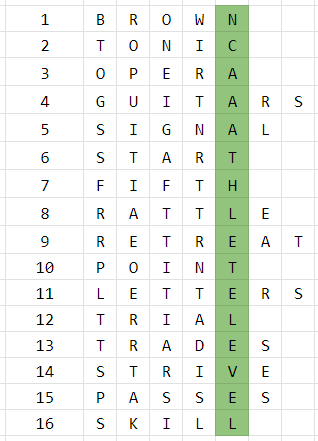 1 B R O W N
2 T O N I C
3 O P E R A
4 G U I T A R S
5 S I G N A L
6 S T A R T
7 F I F T H
8 R A T T L E
9 R E T R E A T
10 P O I N T
11 L E T T E R S
12 T R I A L
13 T R A D E S
14 S T R I V E
15 P A S S E S
16 S K I L L